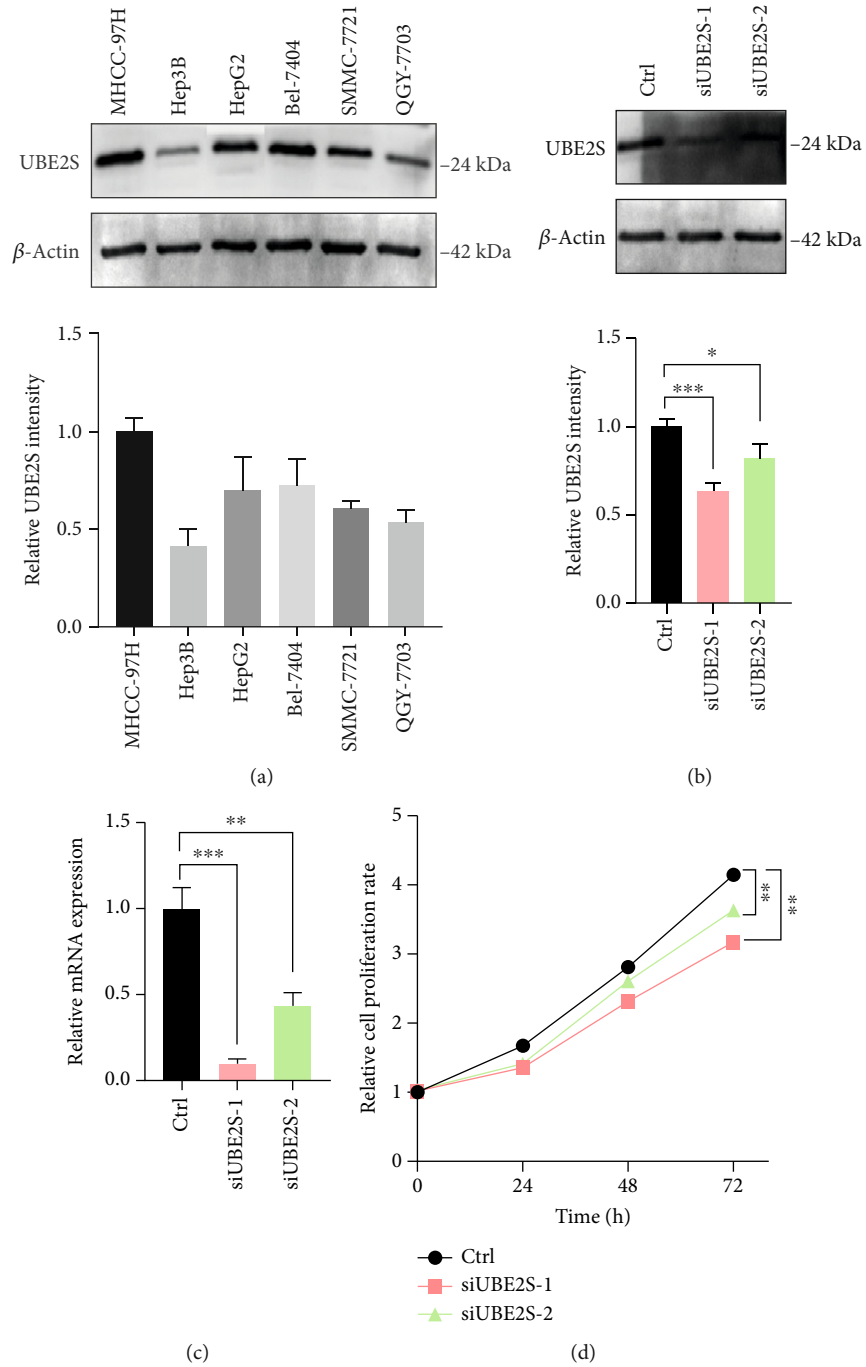 MHCC-97H
Hep3B
HepG2
Bel-7404
SMMC-7721
QGY-7703
UBE2S
–24 kDa
β-Actin
–42 kDa
Relative UBE2S intensity
1.5
1.0
0.5
0.0
MHCC-97H
Hep3B
HepG2
Bel-7404
SMMC-7721
QGY-7703
(a)
Ctrl
siUBE2S-1
siUBE2S-2
UBE2S
–24 kDa
β-Actin
–42 kDa
Relative UBE2S intensity
1.5
1.0
0.5
0.0
*
***
Ctrl
siUBE2S-1
siUBE2S-2
(b)
Relative mRNA expression
1.5
1.0
0.5
0.0
**
***
Ctrl
siUBE2S-1
siUBE2S-2
(c)
Relative cell proliferation rate
5
4
3
2
1
0
**
**
0
24
48
72
Time (h)
Ctrl
siUBE2S-1
siUBE2S-2
(d)